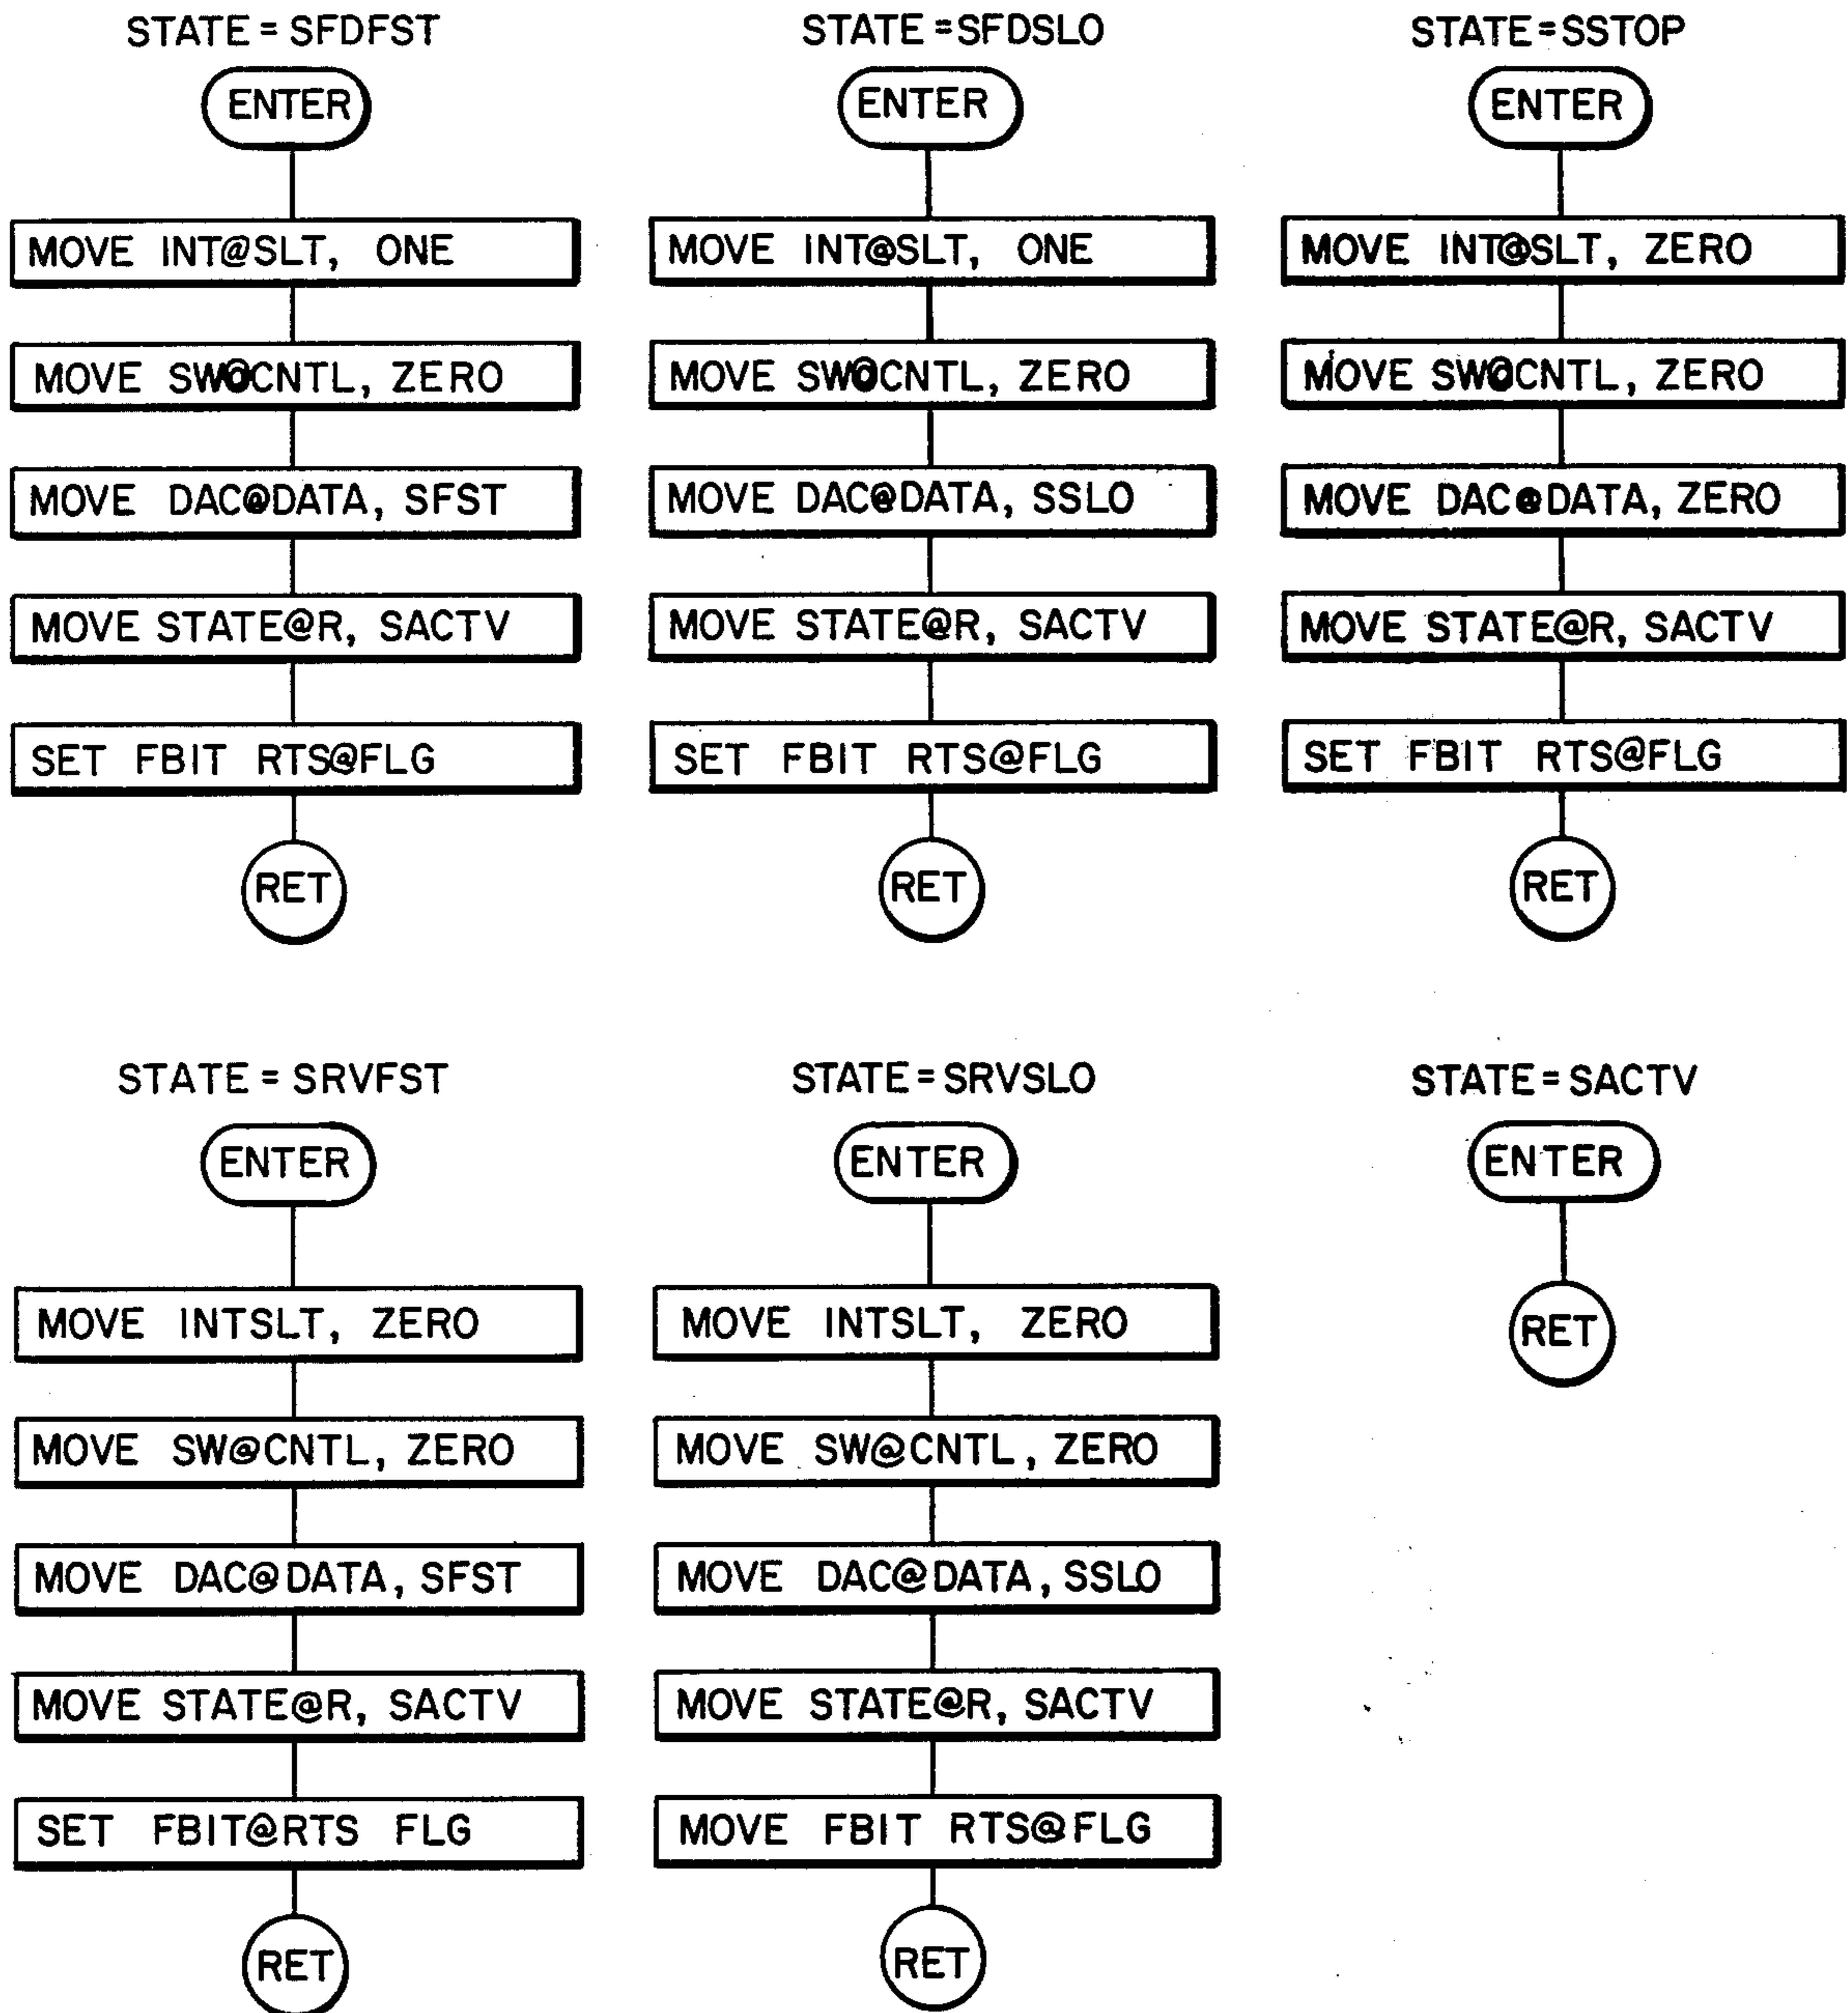 STATE = SFDFST
ENTER
MOVE INT@SLT, ONE
MOVE SW@CNTL, ZERO
MOVE DAC@DATA, SFST
MOVE STATE@R, SACTV
SET FBIT RTS@FLG
RET
STATE = SFDSLO
ENTER
MOVE INT@SLT, ONE
MOVE SW@CNTL, ZERO
MOVE DAC@DATA, SSLO
MOVE STATE@R, SACTV
SET FBIT RTS@FLG
RET
STATE = SSTOP
ENTER
MOVE INT@SLT, ZERO
MOVE SW@CNTL, ZERO
MOVE DAC@DATA, ZERO
MOVE STATE@R, SACTV
SET FBIT RTS@FLG
RET
STATE = SRVFST
ENTER
MOVE INTSLT, ZERO
MOVE SW@CNTL, ZERO
MOVE DAC@DATA, SFST
MOVE STATE@R, SACTV
SET FBIT@RTS FLG
RET
STATE = SRVSLO
ENTER
MOVE INTSLT, ZERO
MOVE SW@CNTL, ZERO
MOVE DAC@DATA, SSLO
MOVE STATE@R, SACTV
MOVE FBIT RTS@FLG
RET
STATE = SACTV
ENTER
RET